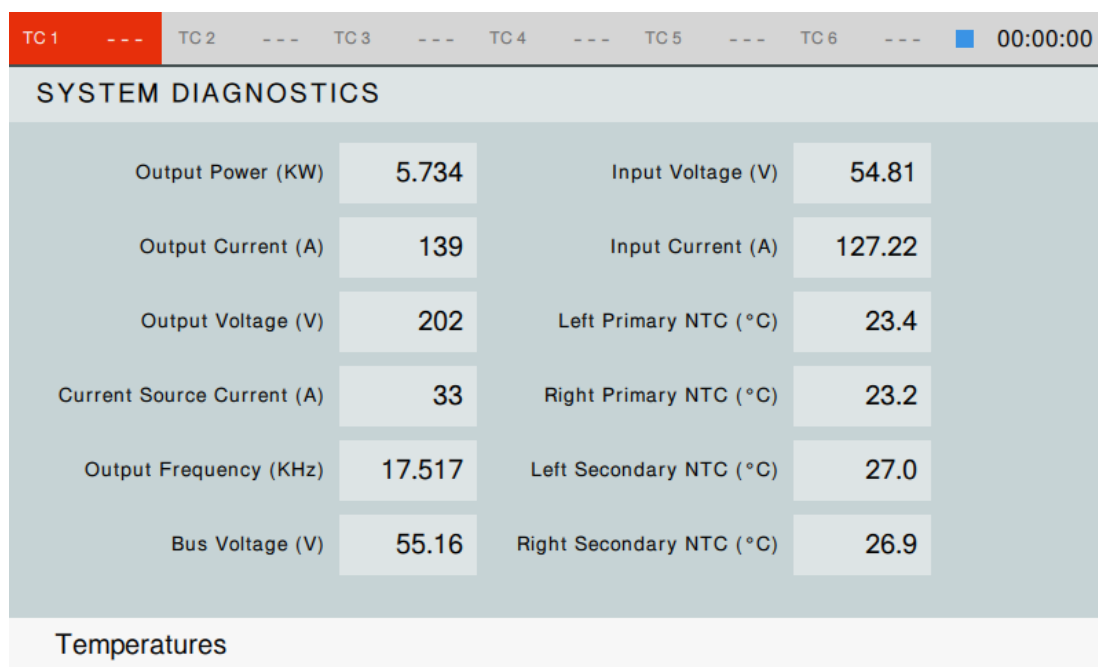 TC 1 --- TC 2 --- TC 3 --- TC 4 --- TC 5 --- TC 6 --- 00:00:00
SYSTEM DIAGNOSTICS
Output Power (KW) 5.734 Input Voltage (V) 54.81
Output Current (A) 139 Input Current (A) 127.22
Output Voltage (V) 202 Left Primary NTC (°C) 23.4
Current Source Current (A) 33 Right Primary NTC (°C) 23.2
Output Frequency (KHz) 17.517 Left Secondary NTC (°C) 27.0
Bus Voltage (V) 55.16 Right Secondary NTC (°C) 26.9
Temperatures